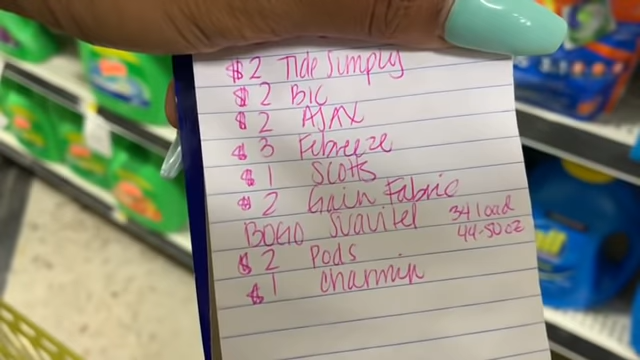 $2 Tide Simply
$2 BIC
$2 AJAX
$3 Febreeze
$1 Scotts
$2 Gain Fabric
BOGO Suavitel 34 load
44-50 oz
$2 Pods
$1 Charmin
all